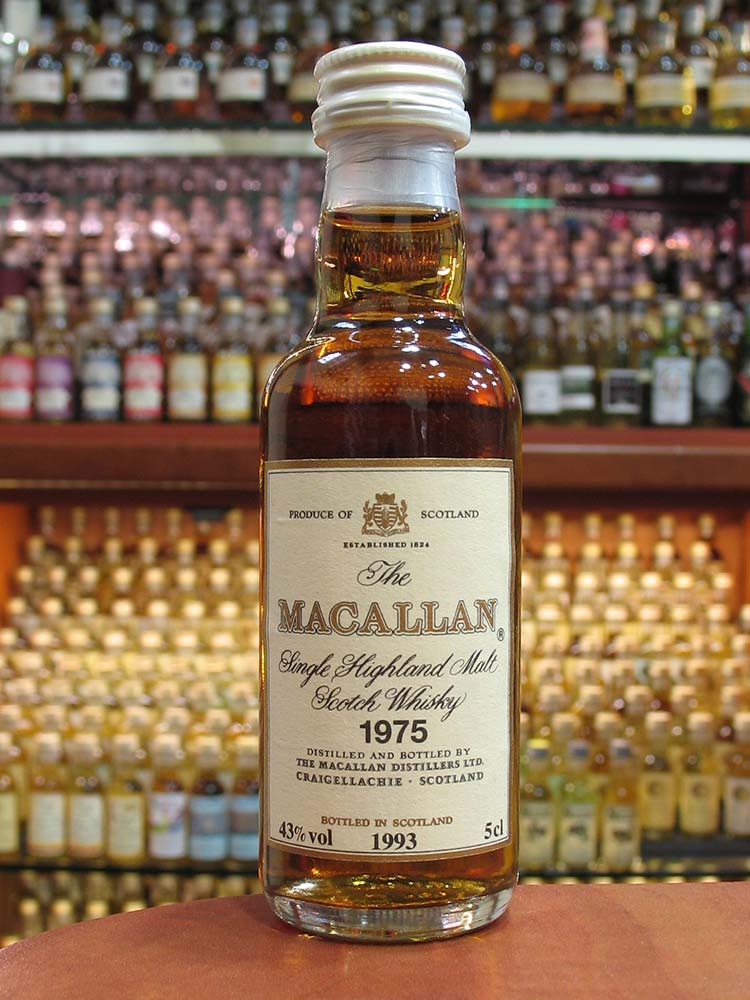 PRODUCE OF SCOTLAND
ESTABLISHED 1824
The
MACALLAN®
Single Highland Malt
Scotch Whisky
1975
DISTILLED AND BOTTLED BY
THE MACALLAN DISTILLERS LTD.
CRAIGELLACHIE · SCOTLAND
BOTTLED IN SCOTLAND
43% vol 1993 5cl